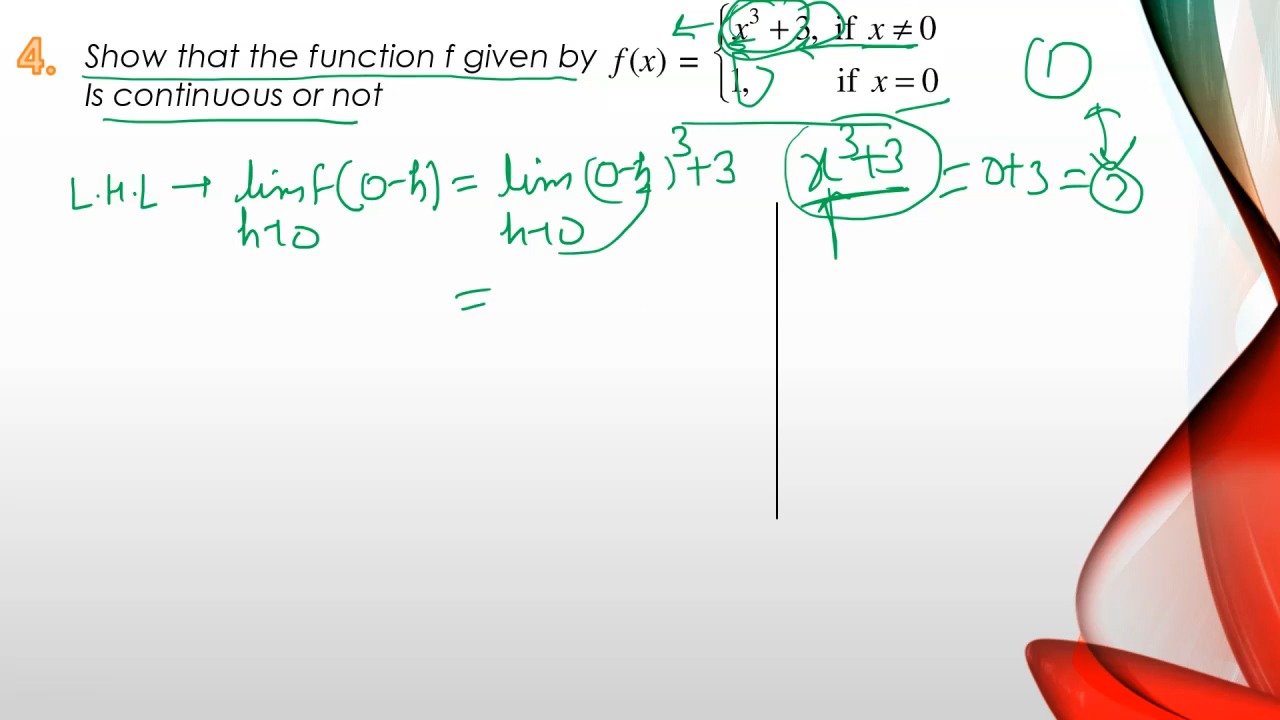 4. Show that the function f given by f(x) = { x³ + 3, if x ≠ 0
1, if x = 0
Is continuous or not
①
L.H.L → lim f(0-h) = lim (0-h)³+3
h→0 h→0
x³+3 = 0+3 = 3
=